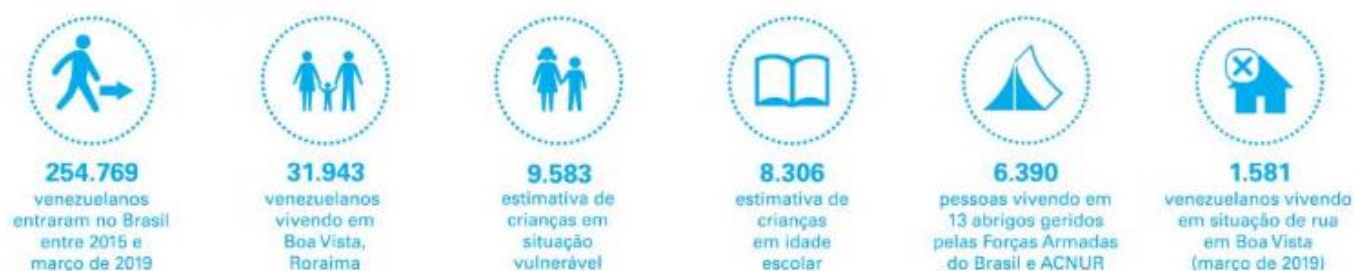 254.769
venezuelanos
entraram no Brasil
entre 2015 e
março de 2019
31.943
venezuelanos
vivendo em
Boa Vista,
Roraima
9.583
estimativa de
crianças em
situação
vulnerável
8.306
estimativa de
crianças
em idade
escolar
6.390
pessoas vivendo em
13 abrigos geridos
pelas Forças Armadas
do Brasil e ACNUR
1.581
venezuelanos vivendo
em situação de rua
em Boa Vista
(março de 2019)